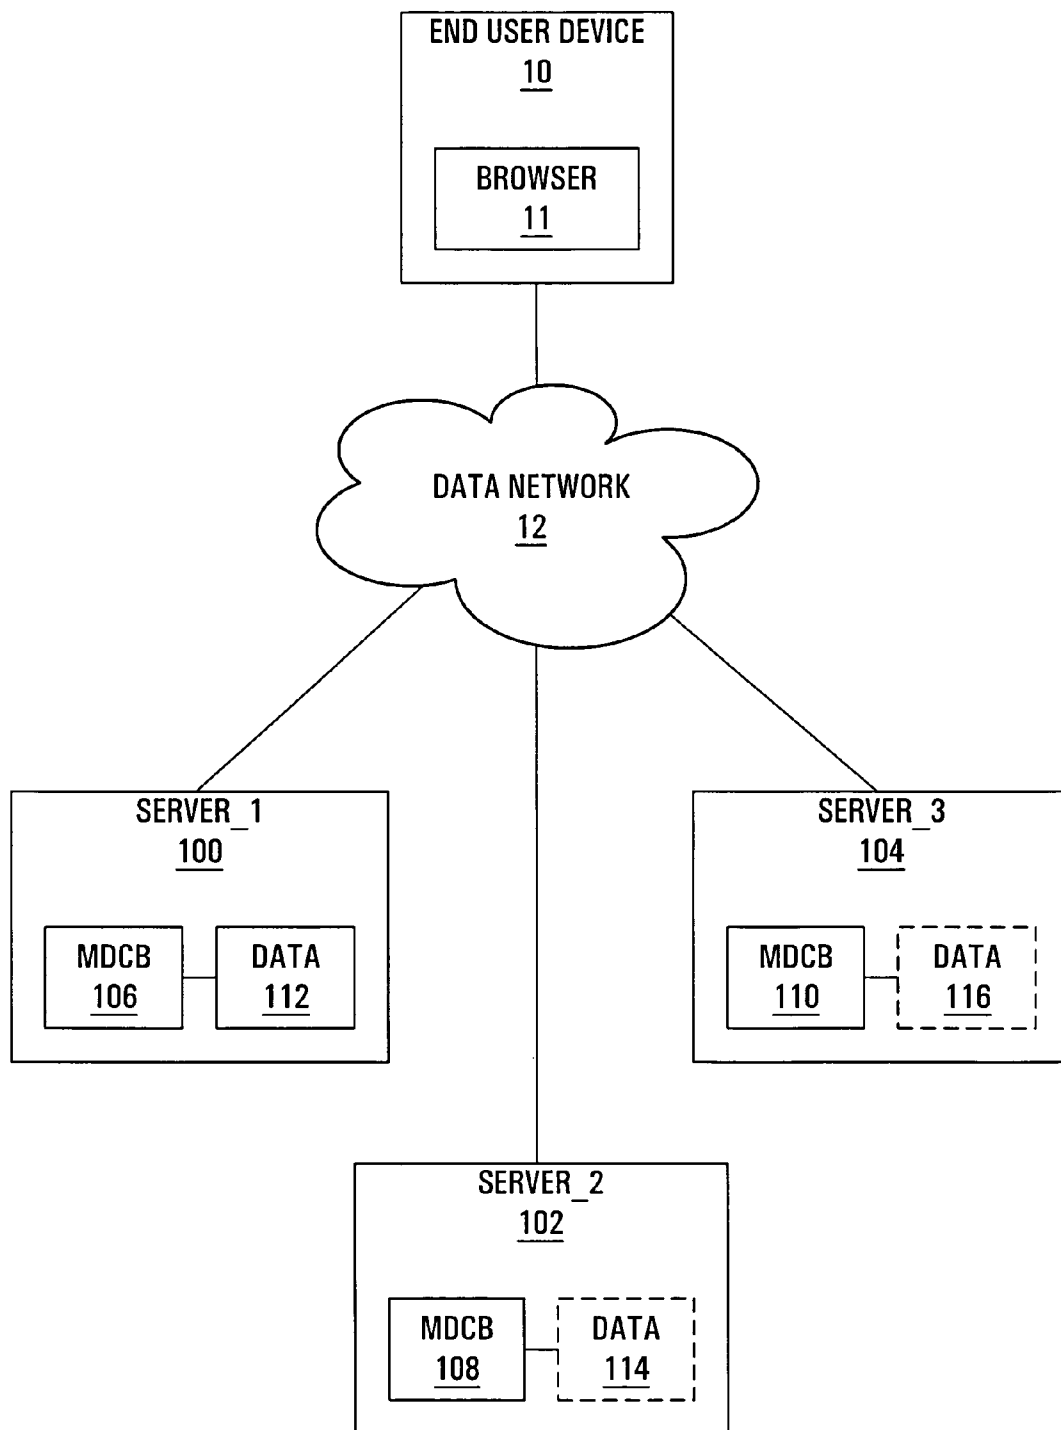 END USER DEVICE
10
BROWSER
11
DATA NETWORK
12
SERVER_1
100
MDCB
106
DATA
112
SERVER_3
104
MDCB
110
DATA
116
SERVER_2
102
MDCB
108
DATA
114